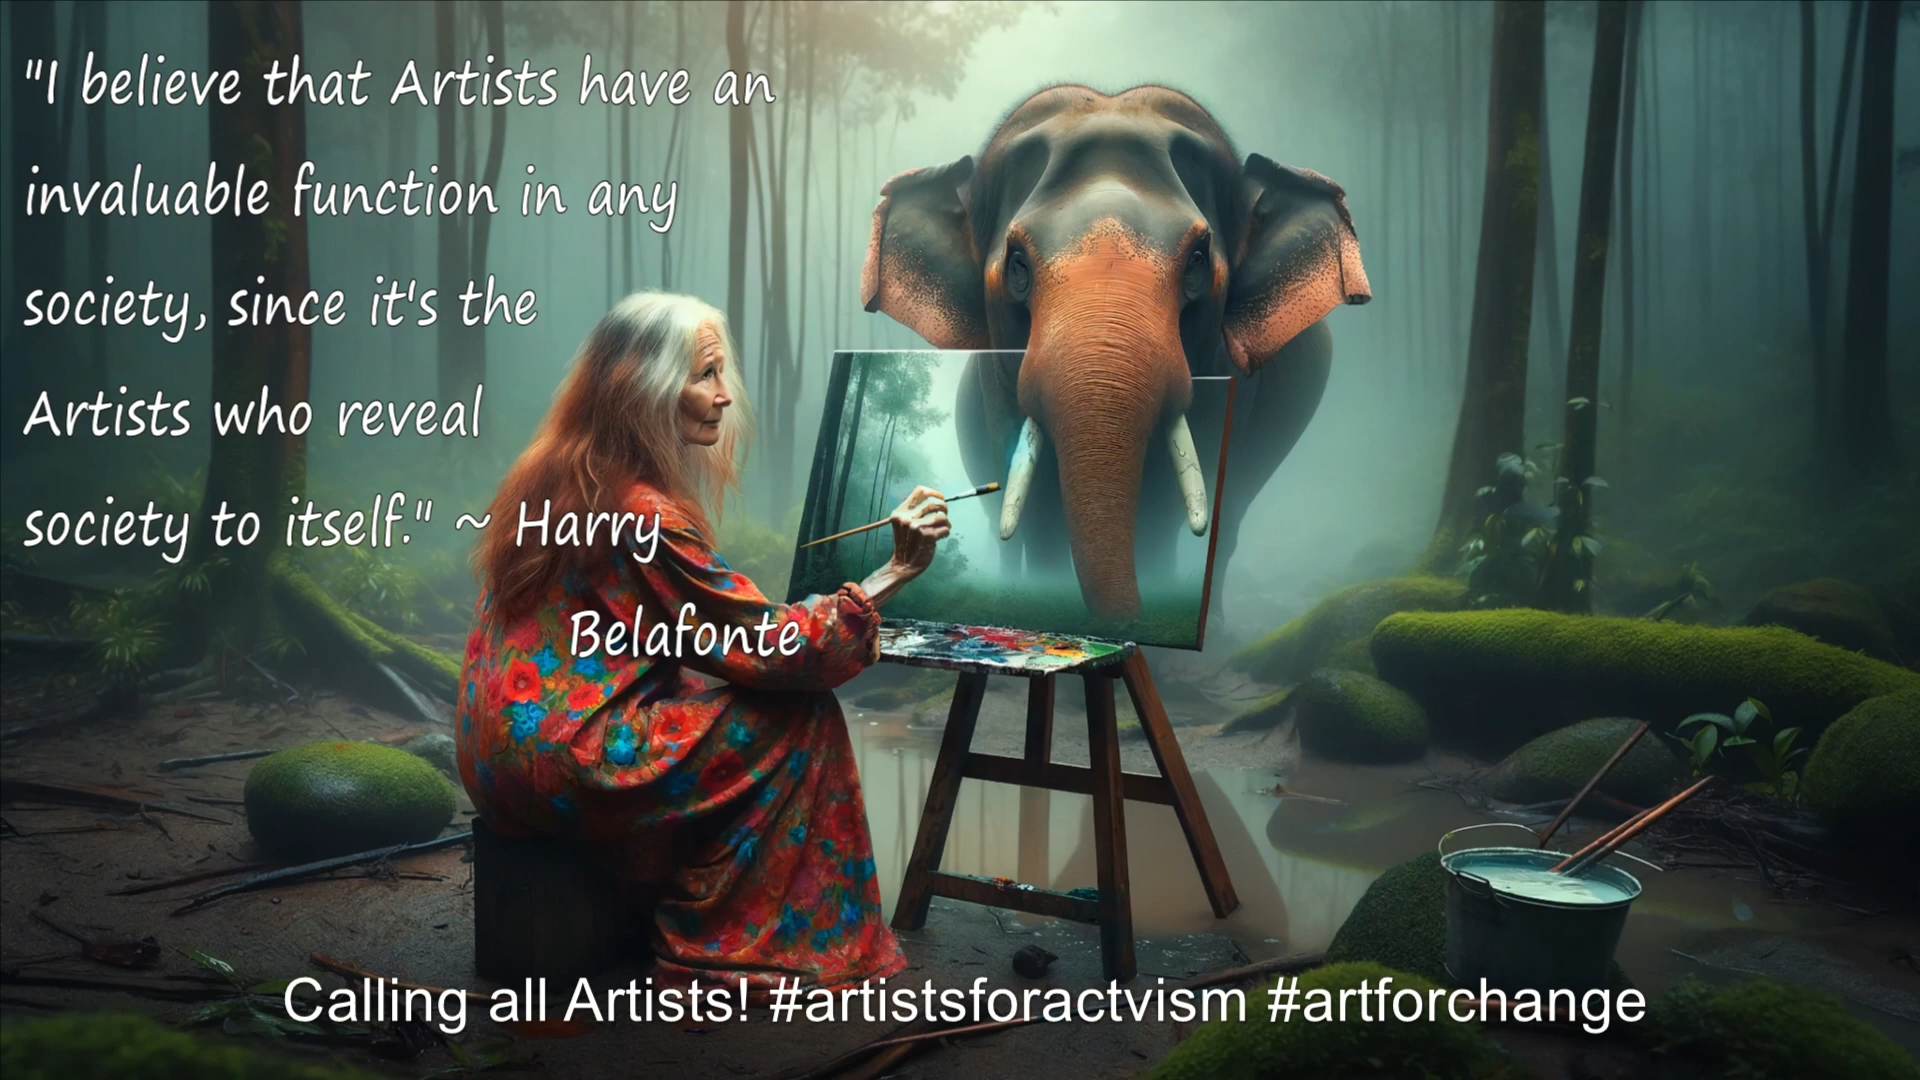 "I believe that Artists have an
invaluable function in any
society, since it's the
Artists who reveal
society to itself." ~ Harry
Belafonte
Calling all Artists! #artistsforactvism #artforchange